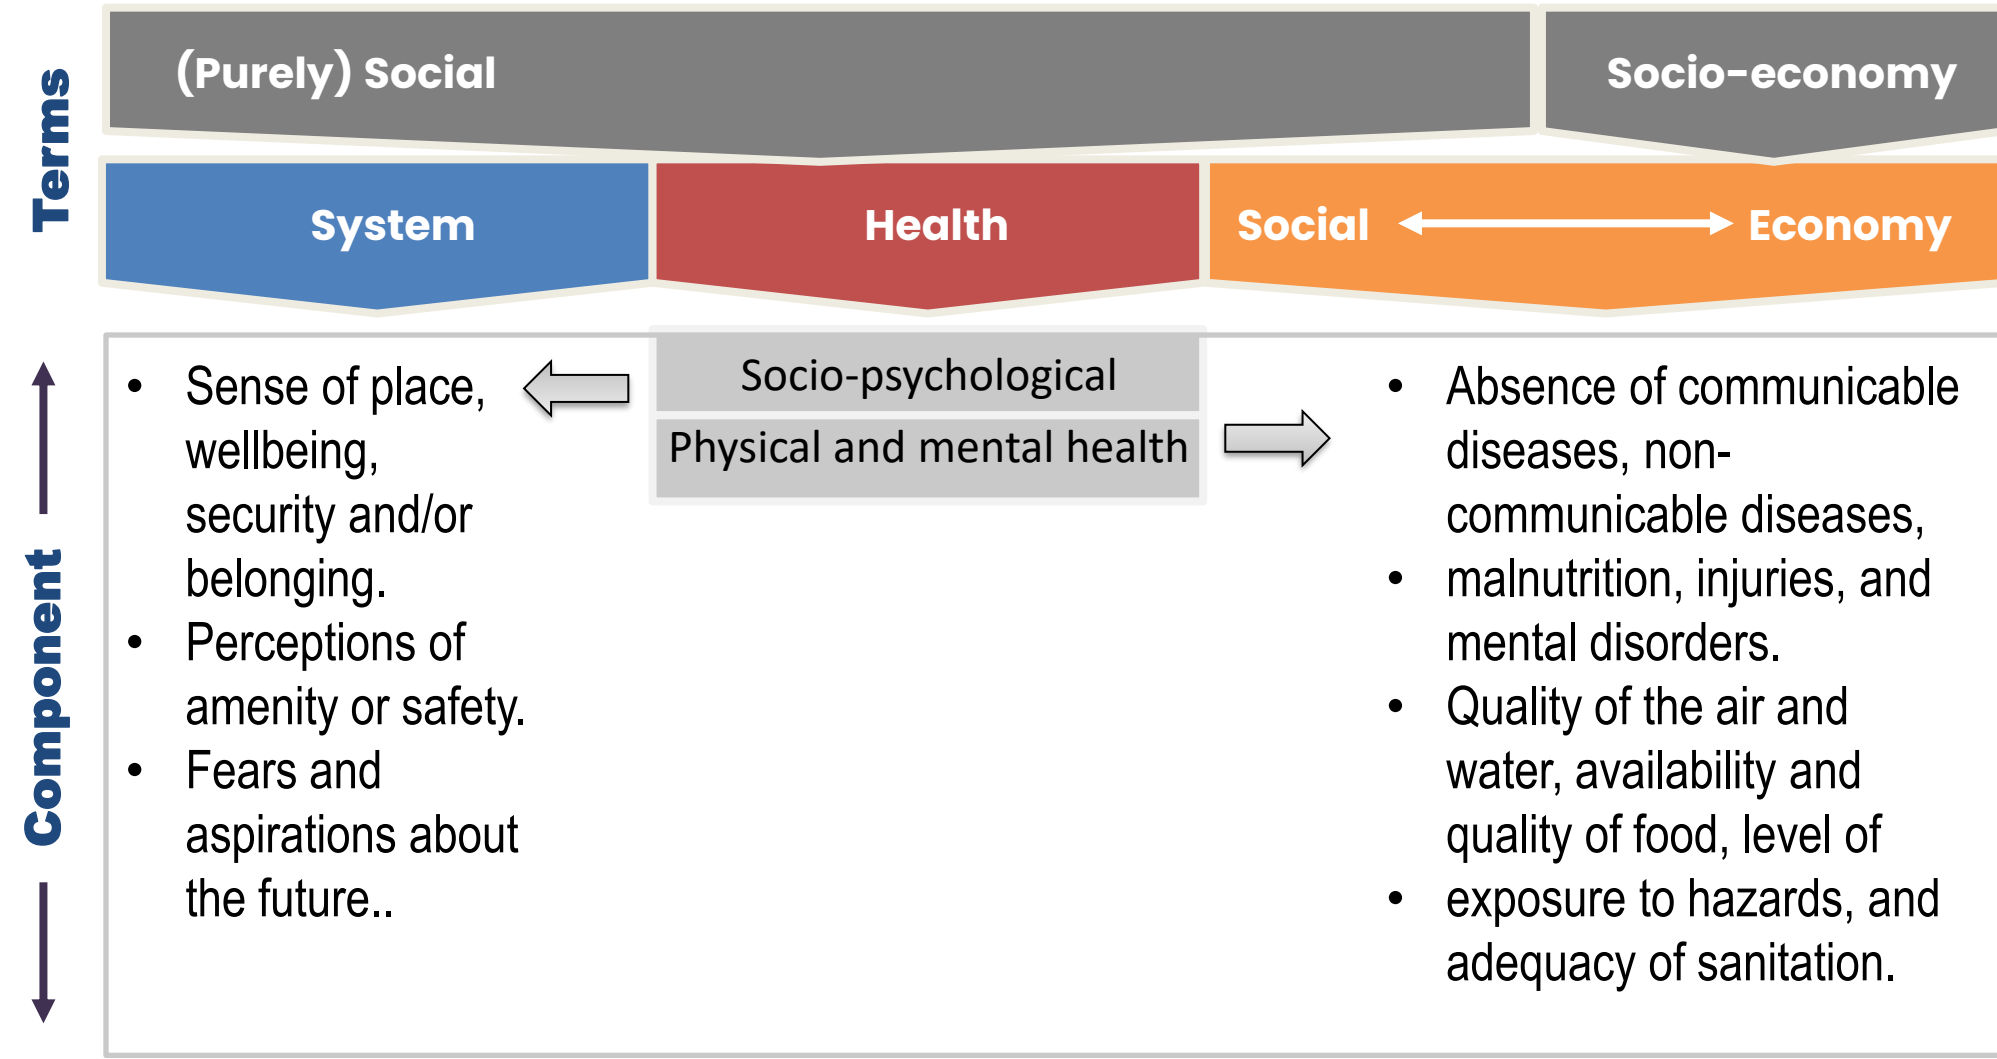 Terms
(Purely) Social
Socio-economy
System
Health
Social
Economy
Component
• Sense of place,
wellbeing,
security and/or
belonging.
• Perceptions of
amenity or safety.
• Fears and
aspirations about
the future..
Socio-psychological
Physical and mental health
• Absence of communicable
diseases, non-
communicable diseases,
• malnutrition, injuries, and
mental disorders.
• Quality of the air and
water, availability and
quality of food, level of
• exposure to hazards, and
adequacy of sanitation.